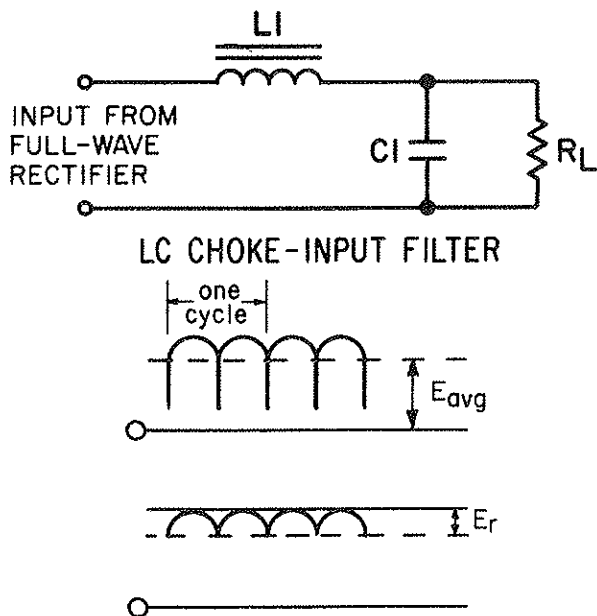 L1
INPUT FROM
FULL-WAVE
RECTIFIER
C1
RL
LC CHOKE-INPUT FILTER
one
cycle
Eavg
Er